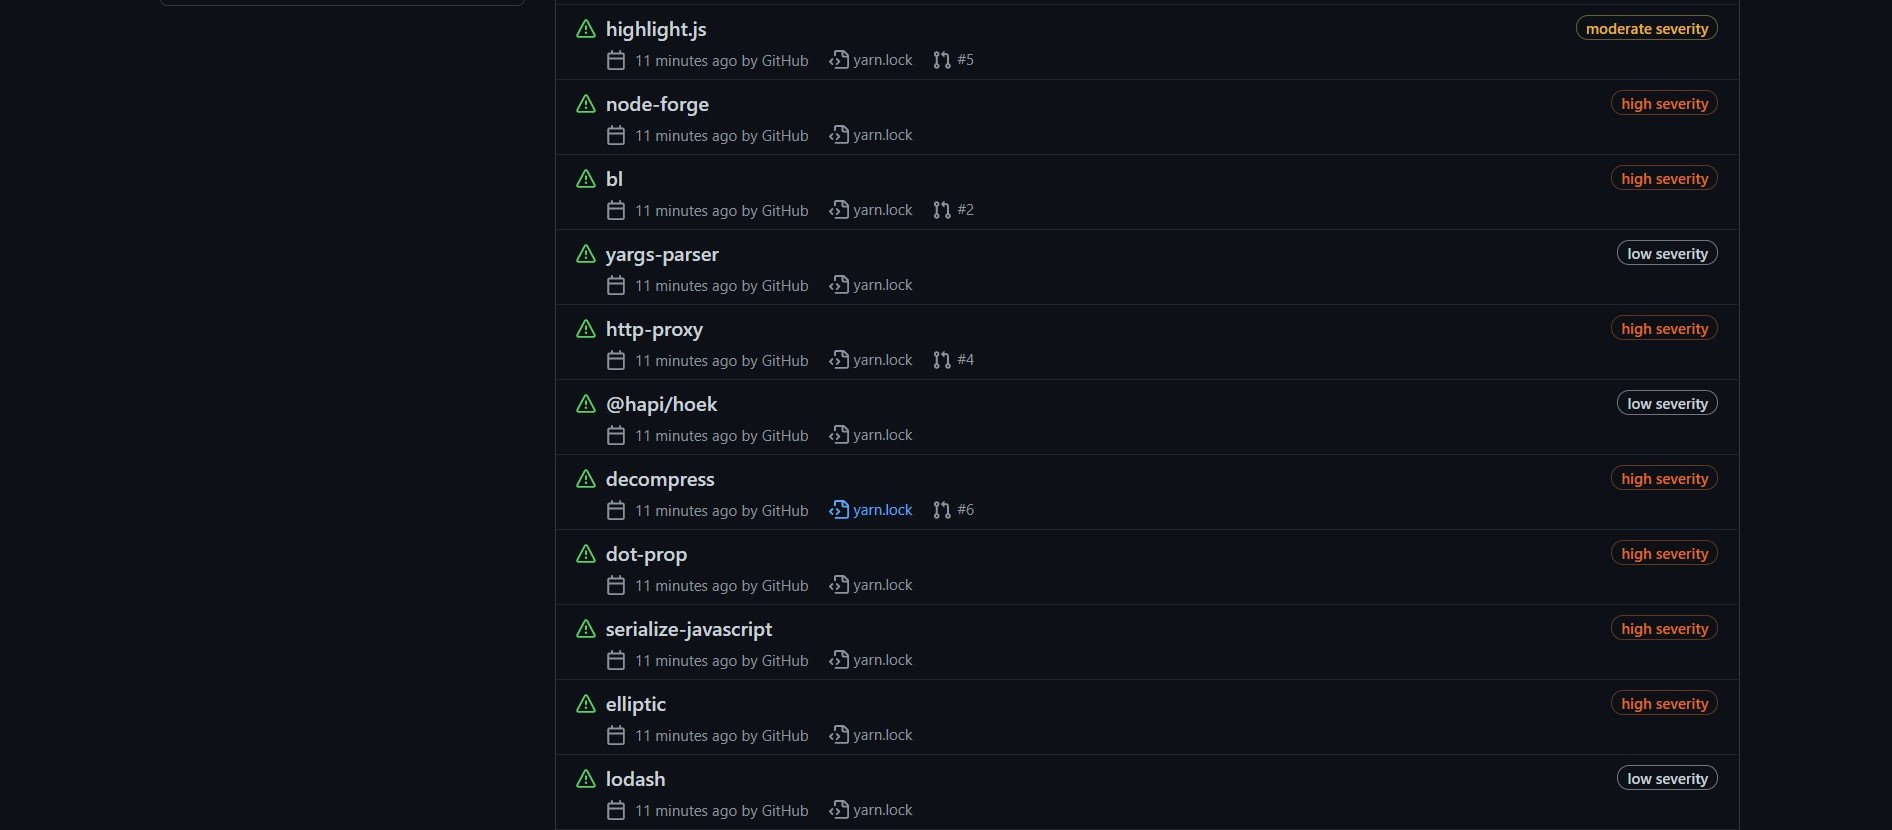 highlight.js moderate severity
11 minutes ago by GitHub yarn.lock #5
node-forge high severity
11 minutes ago by GitHub yarn.lock
bl high severity
11 minutes ago by GitHub yarn.lock #2
yargs-parser low severity
11 minutes ago by GitHub yarn.lock
http-proxy high severity
11 minutes ago by GitHub yarn.lock #4
@hapi/hoek low severity
11 minutes ago by GitHub yarn.lock
decompress high severity
11 minutes ago by GitHub yarn.lock #6
dot-prop high severity
11 minutes ago by GitHub yarn.lock
serialize-javascript high severity
11 minutes ago by GitHub yarn.lock
elliptic high severity
11 minutes ago by GitHub yarn.lock
lodash low severity
11 minutes ago by GitHub yarn.lock